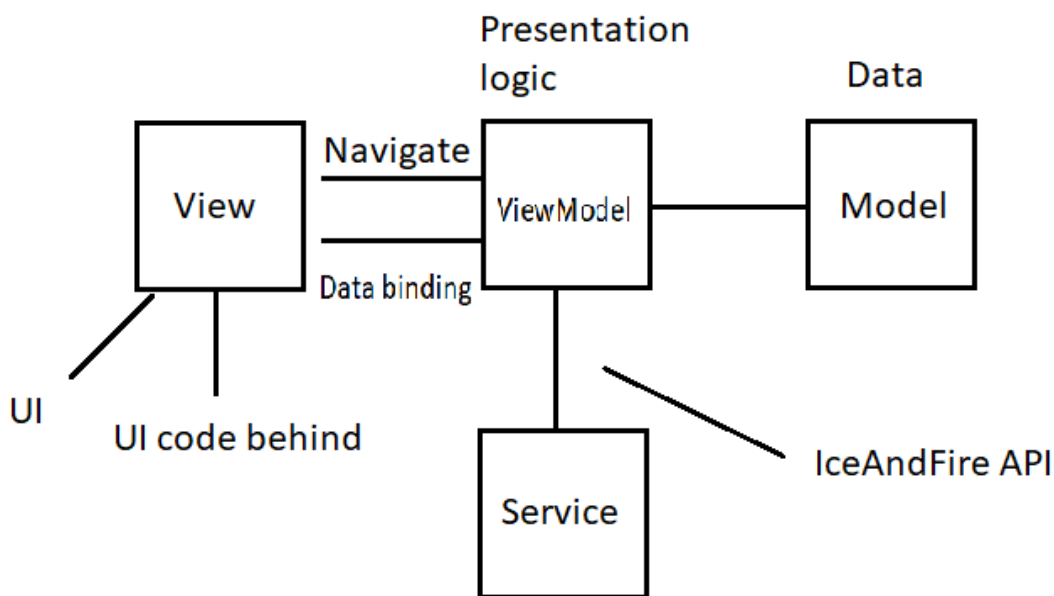 Presentation
logic
Data
Navigate
View
ViewModel
Model
Data binding
UI
UI code behind
IceAndFire API
Service